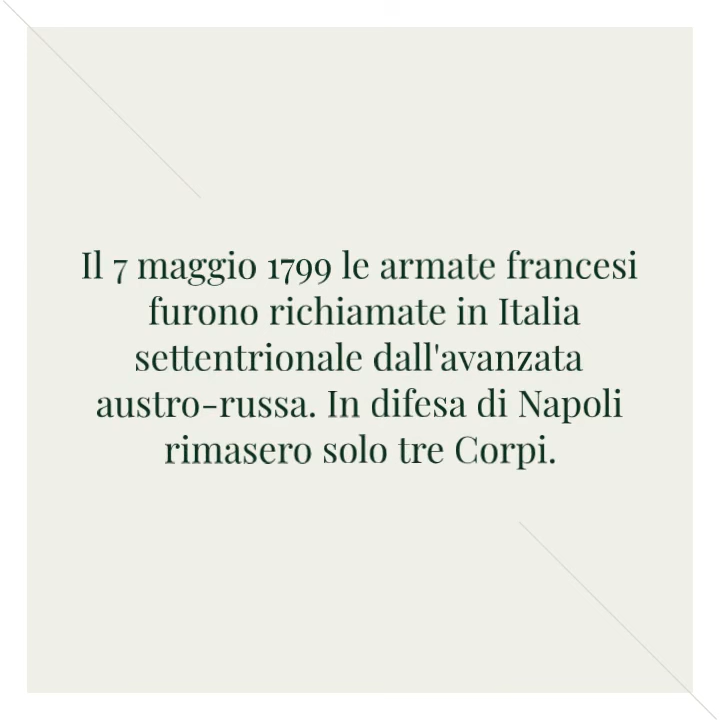 Il 7 maggio 1799 le armate francesi
furono richiamate in Italia
settentrionale dall'avanzata
austro-russa. In difesa di Napoli
rimasero solo tre Corpi.